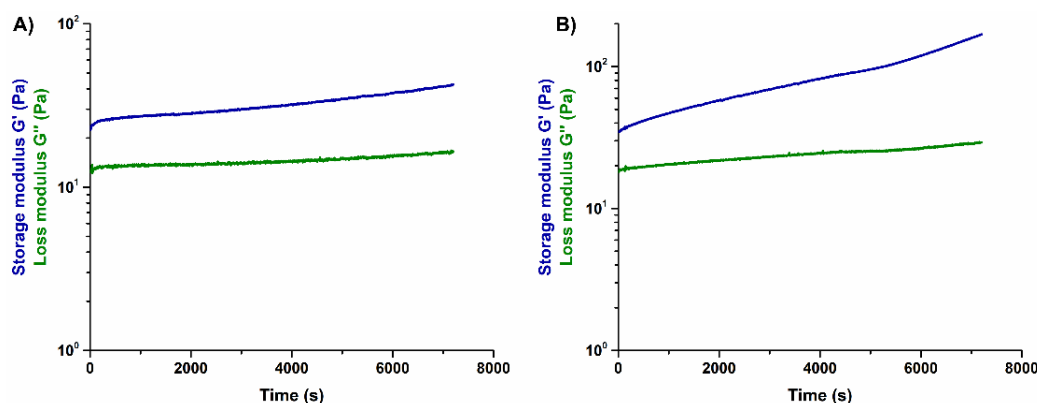 A)
Storage modulus G' (Pa)
Loss modulus G'' (Pa)
10²
10¹
10⁰
0
2000
4000
6000
8000
Time (s)
B)
Storage modulus G' (Pa)
Loss modulus G'' (Pa)
10²
10¹
10⁰
0
2000
4000
6000
8000
Time (s)